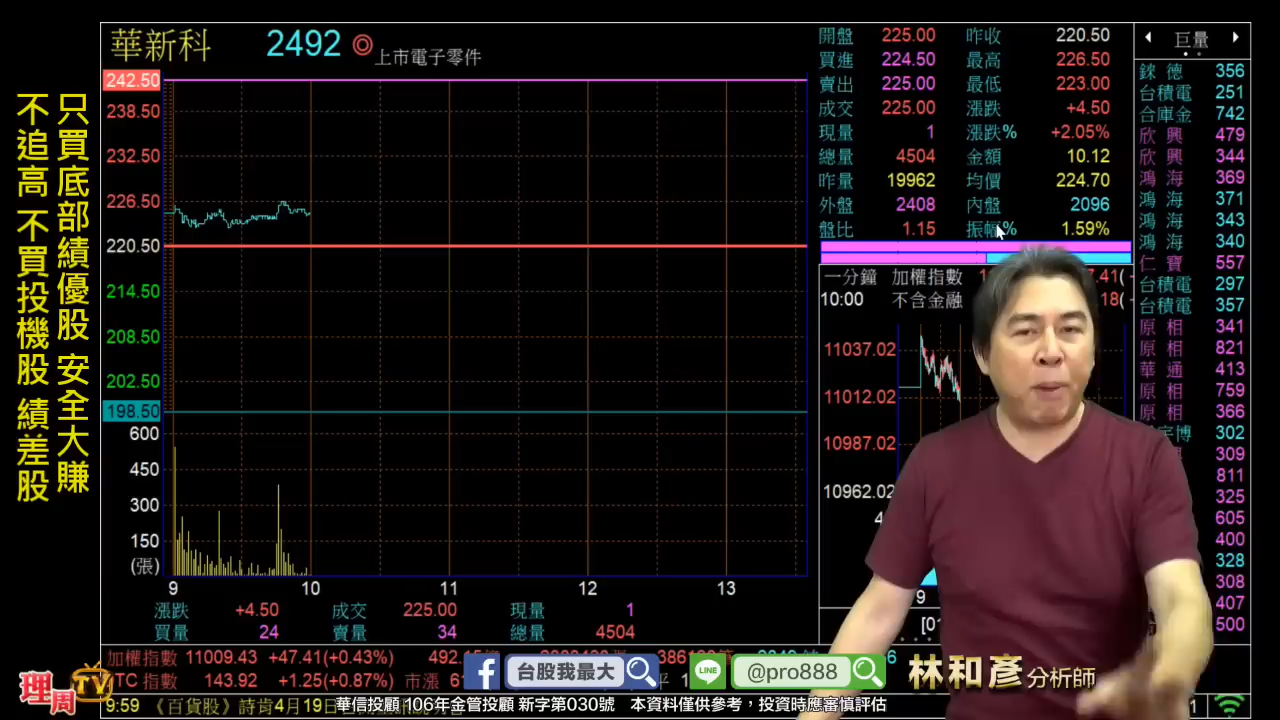 只買底部績優股 安全大賺
不追高 不買投機股 績差股
華新科 2492 ◎ 上市電子零件
242.50
238.50
232.50
226.50
220.50
214.50
208.50
202.50
198.50
600
450
300
150
(張)
9 10 11 12 13
漲跌 +4.50 成交 225.00 現量 1
買量 24 賣量 34 總量 4504
開盤 225.00 昨收 220.50
買進 224.50 最高 226.50
賣出 225.00 最低 223.00
成交 225.00 漲跌 +4.50
現量 1 漲跌% +2.05%
總量 4504 金額 10.12
昨量 19962 均價 224.70
外盤 2408 內盤 2096
盤比 1.15 振幅% 1.59%
一分鐘 加權指數 7.41(
10:00 不含金融 .18(
11037.02
11012.02
10987.02
10962.02
9
巨量
錸德 356
台積電 251
合庫金 742
欣興 479
欣興 344
鴻海 369
鴻海 371
鴻海 343
鴻海 340
仁寶 557
台積電 297
台積電 357
原相 341
原相 821
華通 413
原相 759
原相 366
宇博 302
309
811
325
605
400
328
308
407
500
加權指數 11009.43 +47.41(+0.43%)
TC 指數 143.92 +1.25(+0.87%) 市漲
台股我最大
LINE
@pro888
林和彥 分析師
理周TV
9:59 《百貨股》詩肯4月19日
華信投顧 106年金管投顧 新字第030號 本資料僅供參考，投資時應審慎評估